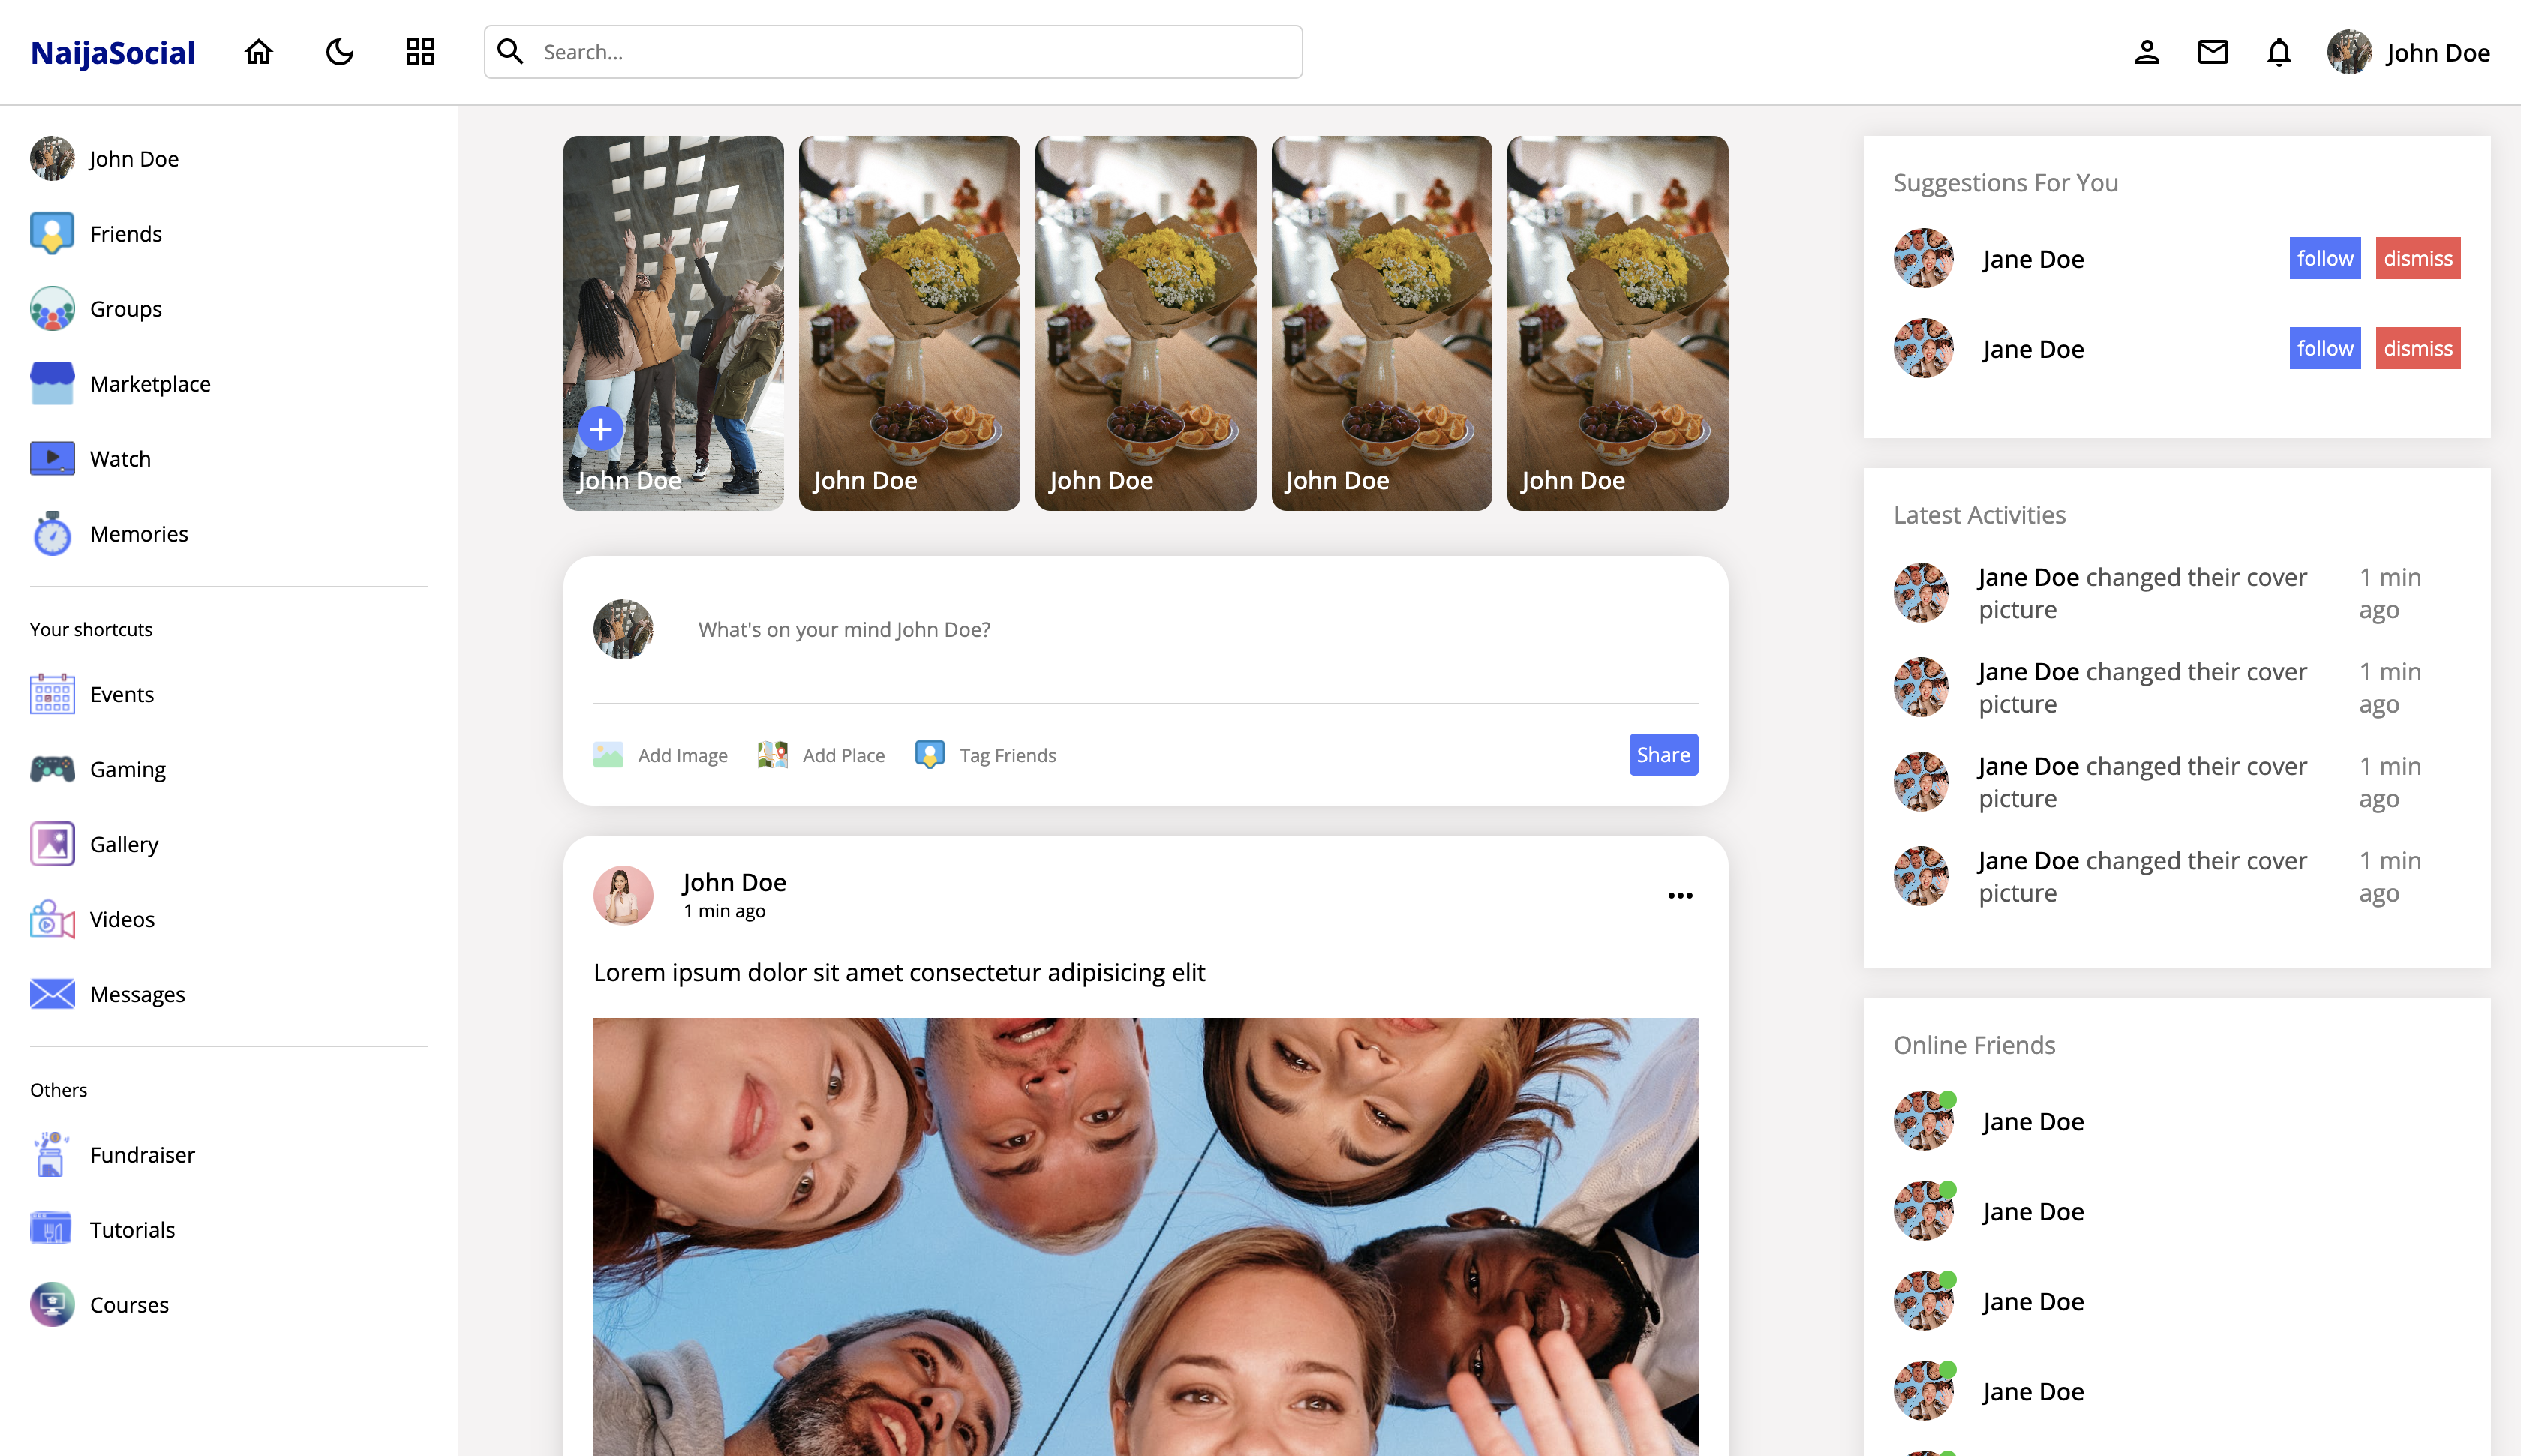 NaijaSocial
Search...
John Doe
John Doe
Friends
Groups
Marketplace
Watch
Memories
Your shortcuts
Events
Gaming
Gallery
Videos
Messages
Others
Fundraiser
Tutorials
Courses
John Doe
John Doe
John Doe
John Doe
John Doe
What's on your mind John Doe?
Add Image
Add Place
Tag Friends
Share
John Doe
1 min ago
Lorem ipsum dolor sit amet consectetur adipisicing elit
Suggestions For You
Jane Doe
follow
dismiss
Jane Doe
follow
dismiss
Latest Activities
Jane Doe changed their cover
picture
1 min
ago
Jane Doe changed their cover
picture
1 min
ago
Jane Doe changed their cover
picture
1 min
ago
Jane Doe changed their cover
picture
1 min
ago
Online Friends
Jane Doe
Jane Doe
Jane Doe
Jane Doe